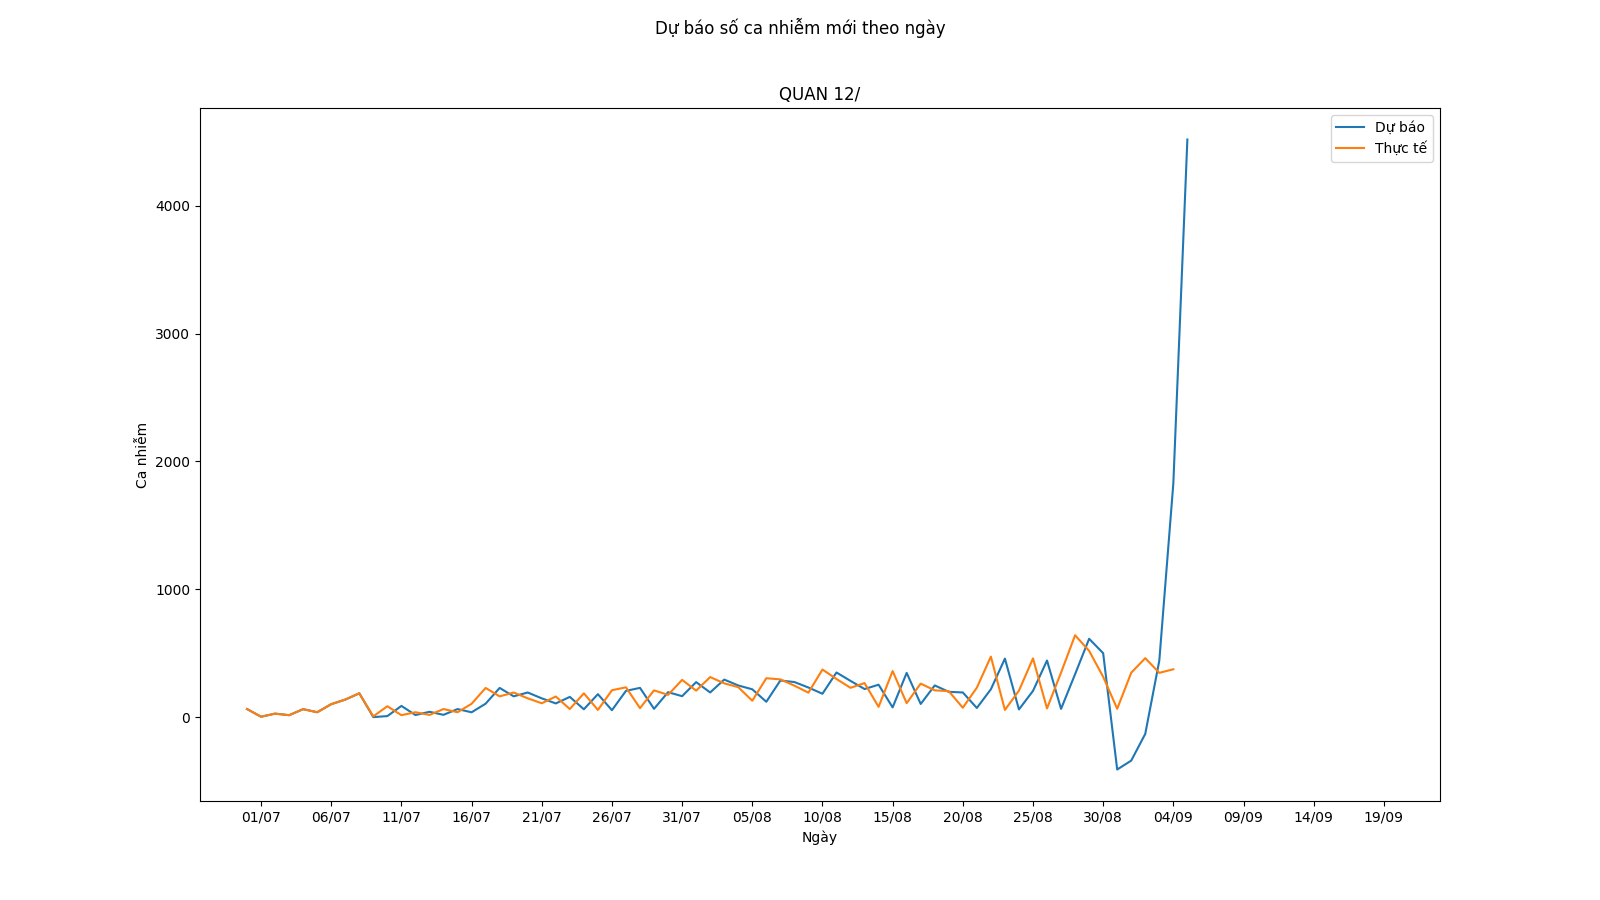 Dự báo số ca nhiễm mới theo ngày
QUAN 12/
Dự báo
Thực tế
4000
3000
2000
1000
0
Ca nhiễm
01/07 06/07 11/07 16/07 21/07 26/07 31/07 05/08 10/08 15/08 20/08 25/08 30/08 04/09 09/09 14/09 19/09
Ngày